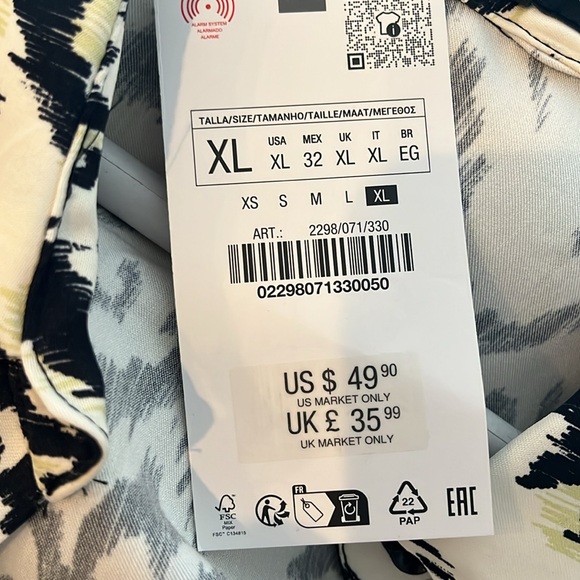 ALARM SYSTEM
ALARMADO
ALARME
TALLA/SIZE/TAMANHO/TAILLE/MAAT/ΜΕΓΕΘΟΣ
XL USA MEX UK IT BR
XL 32 XL XL EG
XS S M L XL
ART.: 2298/071/330
02298071330050
US $ 49 90
US MARKET ONLY
UK £ 35 99
UK MARKET ONLY
FR
FSC
MIX
Paper
FSC® C134815
22
PAP
EAC